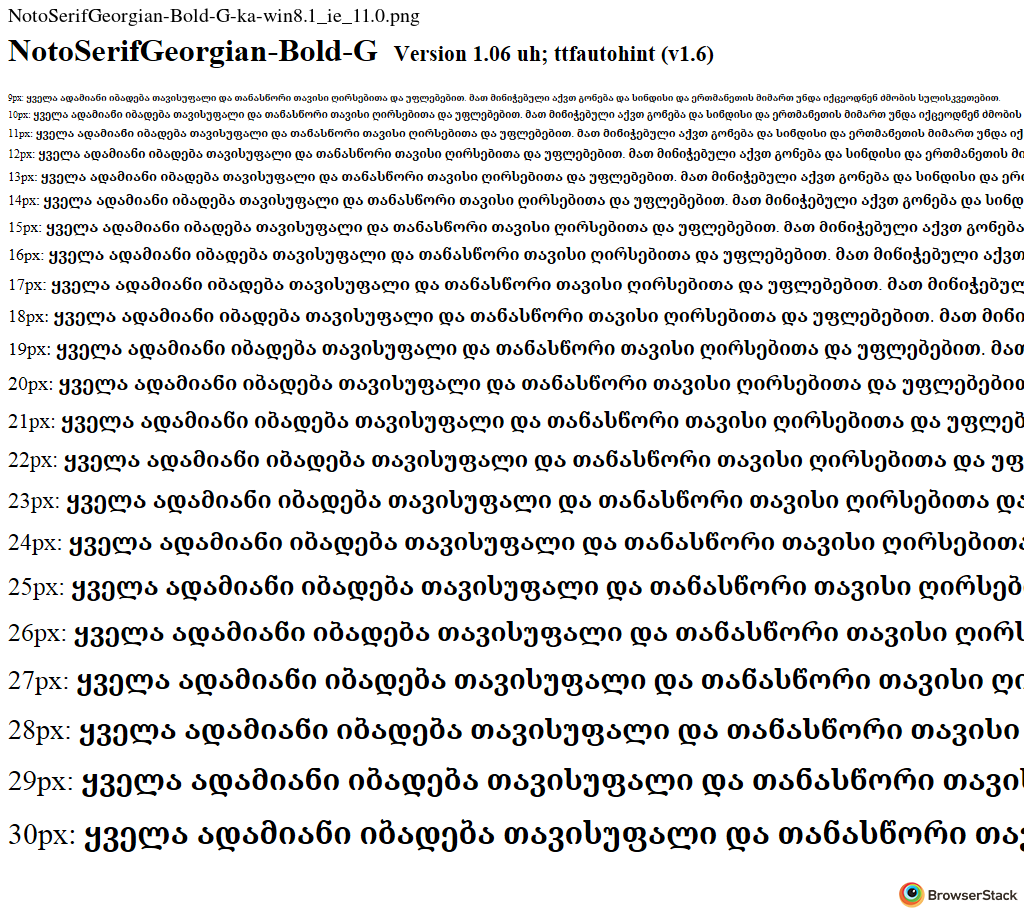 NotoSerifGeorgian-Bold-G-ka-win8.1_ie_11.0.png
NotoSerifGeorgian-Bold-G Version 1.06 uh; ttfautohint (v1.6)
9px: ყველა ადამიანი იბადება თავისუფალი და თანასწორი თავისი ღირსებითა და უფლებებით. მათ მინიჭებული აქვთ გონება და სინდისი და ერთმანეთის მიმართ უნდა იქცეოდნენ ძმობის სულისკვეთებით.
10px: ყველა ადამიანი იბადება თავისუფალი და თანასწორი თავისი ღირსებითა და უფლებებით. მათ მინიჭებული აქვთ გონება და სინდისი და ერთმანეთის მიმართ უნდა იქცეოდნენ ძმობის
11px: ყველა ადამიანი იბადება თავისუფალი და თანასწორი თავისი ღირსებითა და უფლებებით. მათ მინიჭებული აქვთ გონება და სინდისი და ერთმანეთის მიმართ უნდა იქ
12px: ყველა ადამიანი იბადება თავისუფალი და თანასწორი თავისი ღირსებითა და უფლებებით. მათ მინიჭებული აქვთ გონება და სინდისი და ერთმანეთის მი
13px: ყველა ადამიანი იბადება თავისუფალი და თანასწორი თავისი ღირსებითა და უფლებებით. მათ მინიჭებული აქვთ გონება და სინდისი და ერ
14px: ყველა ადამიანი იბადება თავისუფალი და თანასწორი თავისი ღირსებითა და უფლებებით. მათ მინიჭებული აქვთ გონება და სინდ
15px: ყველა ადამიანი იბადება თავისუფალი და თანასწორი თავისი ღირსებითა და უფლებებით. მათ მინიჭებული აქვთ გონება
16px: ყველა ადამიანი იბადება თავისუფალი და თანასწორი თავისი ღირსებითა და უფლებებით. მათ მინიჭებული აქვთ
17px: ყველა ადამიანი იბადება თავისუფალი და თანასწორი თავისი ღირსებითა და უფლებებით. მათ მინიჭებულ
18px: ყველა ადამიანი იბადება თავისუფალი და თანასწორი თავისი ღირსებითა და უფლებებით. მათ მინი
19px: ყველა ადამიანი იბადება თავისუფალი და თანასწორი თავისი ღირსებითა და უფლებებით. მათ
20px: ყველა ადამიანი იბადება თავისუფალი და თანასწორი თავისი ღირსებითა და უფლებებით
21px: ყველა ადამიანი იბადება თავისუფალი და თანასწორი თავისი ღირსებითა და უფლებ
22px: ყველა ადამიანი იბადება თავისუფალი და თანასწორი თავისი ღირსებითა და უფ
23px: ყველა ადამიანი იბადება თავისუფალი და თანასწორი თავისი ღირსებითა და
24px: ყველა ადამიანი იბადება თავისუფალი და თანასწორი თავისი ღირსებითა
25px: ყველა ადამიანი იბადება თავისუფალი და თანასწორი თავისი ღირსებ
26px: ყველა ადამიანი იბადება თავისუფალი და თანასწორი თავისი ღირს
27px: ყველა ადამიანი იბადება თავისუფალი და თანასწორი თავისი ღი
28px: ყველა ადამიანი იბადება თავისუფალი და თანასწორი თავისი
29px: ყველა ადამიანი იბადება თავისუფალი და თანასწორი თავის
30px: ყველა ადამიანი იბადება თავისუფალი და თანასწორი თავ
BrowserStack